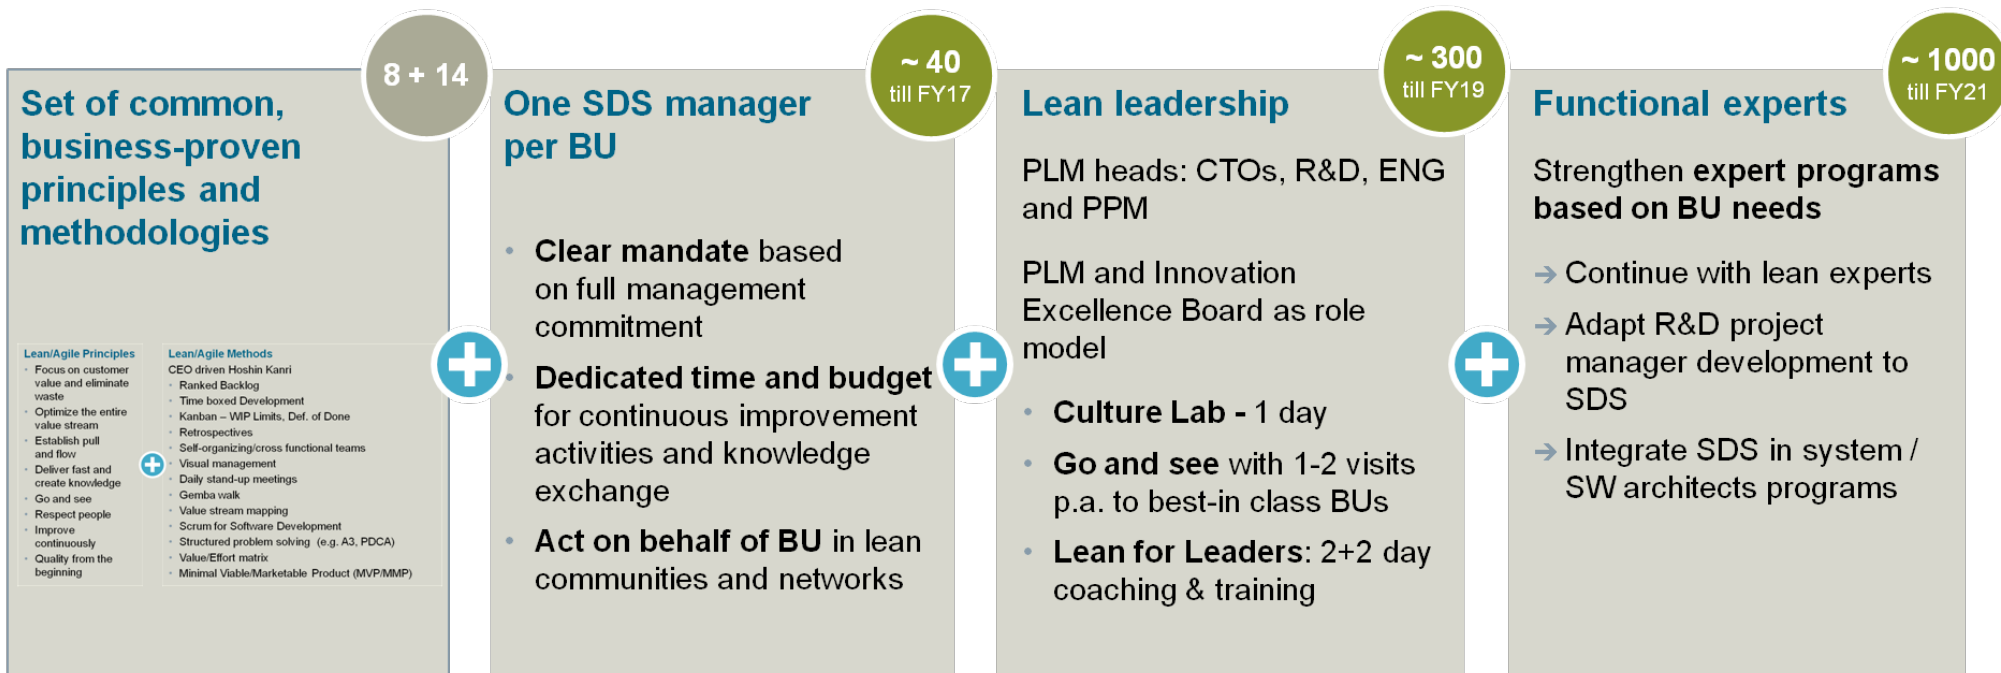 8 + 14
Set of common,
business-proven
principles and
methodologies
Lean/Agile Principles
• Focus on customer
value and eliminate
waste
• Optimize the entire
value stream
• Establish pull
and flow
• Deliver fast and
create knowledge
• Go and see
• Respect people
• Improve
continuously
• Quality from the
beginning
Lean/Agile Methods
CEO driven Hoshin Kanri
• Ranked Backlog
• Time boxed Development
• Kanban – WIP Limits, Def. of Done
• Retrospectives
• Self-organizing/cross functional teams
• Visual management
• Daily stand-up meetings
• Gemba walk
• Value stream mapping
• Scrum for Software Development
• Structured problem solving (e.g. A3, PDCA)
• Value/Effort matrix
• Minimal Viable/Marketable Product (MVP/MMP)
~ 40
till FY17
One SDS manager
per BU
• Clear mandate based
on full management
commitment
• Dedicated time and budget
for continuous improvement
activities and knowledge
exchange
• Act on behalf of BU in lean
communities and networks
~ 300
till FY19
Lean leadership
PLM heads: CTOs, R&D, ENG
and PPM
PLM and Innovation
Excellence Board as role
model
• Culture Lab - 1 day
• Go and see with 1-2 visits
p.a. to best-in class BUs
• Lean for Leaders: 2+2 day
coaching & training
~ 1000
till FY21
Functional experts
Strengthen expert programs
based on BU needs
→ Continue with lean experts
→ Adapt R&D project
manager development to
SDS
→ Integrate SDS in system /
SW architects programs